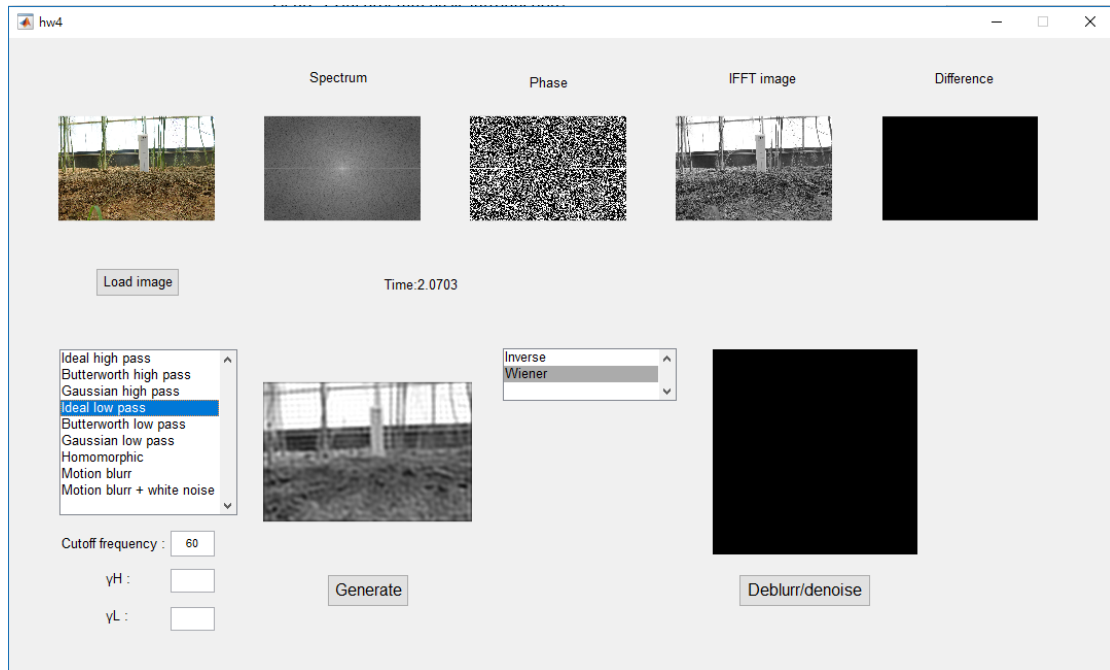 hw4
Spectrum
Phase
IFFT image
Difference
Load image
Time:2.0703
Ideal high pass
Butterworth high pass
Gaussian high pass
Ideal low pass
Butterworth low pass
Gaussian low pass
Homomorphic
Motion blurr
Motion blurr + white noise
Inverse
Wiener
Cutoff frequency : 60
γH :
γL :
Generate
Deblurr/denoise